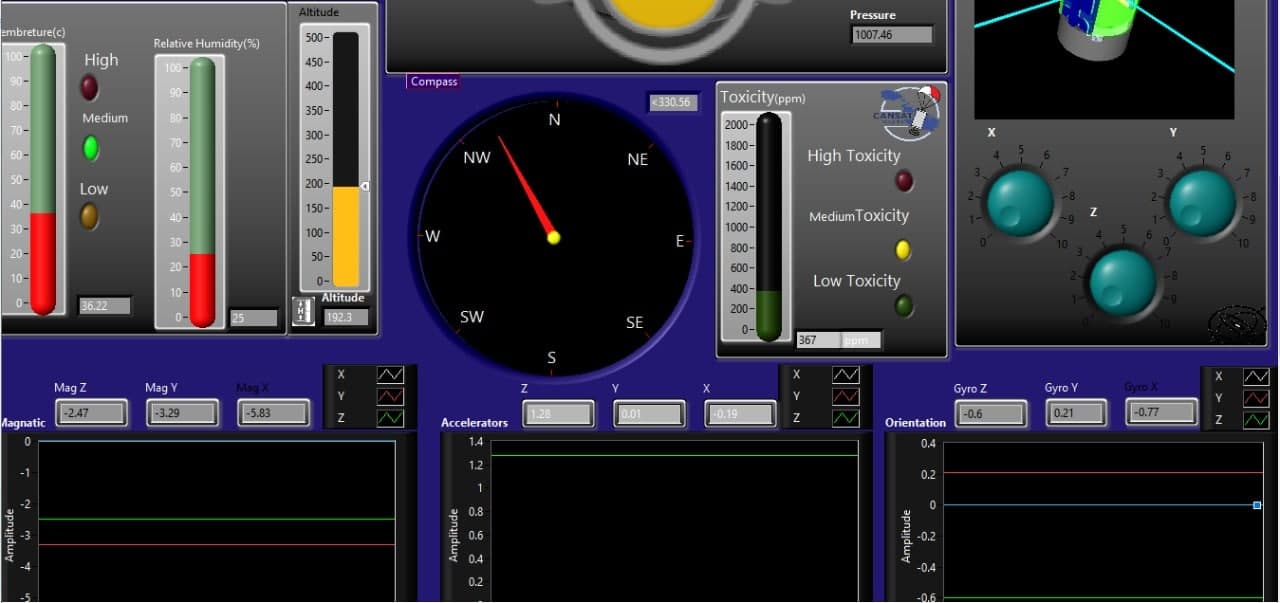 Altitude
Pressure
1007.46
embreture(c)
100
90
80
70
60
50
40
30
20
10
0
36.22
High
Medium
Low
Relative Humidity(%)
100
90
80
70
60
50
40
30
20
10
0
25
500
450
400
350
300
250
200
150
100
50
0
Altitude
192.3
Compass
<330.56
N
NE
E
SE
S
SW
W
NW
Toxicity(ppm)
CANSAT
2000
1800
1600
1400
1200
1000
800
600
400
200
0
367 ppm
High Toxicity
MediumToxicity
Low Toxicity
X
0
1
2
3
4
5
6
7
8
9
10
Y
0
1
2
3
4
5
6
7
8
9
10
Z
0
1
2
3
4
5
6
7
8
9
10
Magnatic
Mag Z
-2.47
Mag Y
-3.29
Mag X
-5.83
X
Y
Z
Amplitude
0
-1
-2
-3
-4
-5
Accelerators
Z
1.28
Y
0.01
X
-0.19
X
Y
Z
Amplitude
1.4
1.2
1
0.8
0.6
0.4
0.2
Orientation
Gyro Z
-0.6
Gyro Y
0.21
Gyro X
-0.77
X
Y
Z
Amplitude
0.4
0.2
0
-0.2
-0.4
-0.6